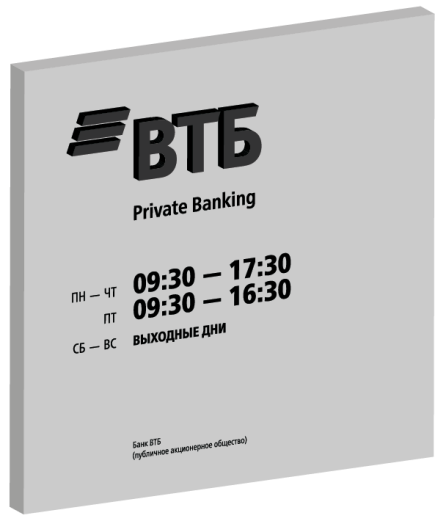 ВТБ
Private Banking
ПН — ЧТ 09:30 — 17:30
ПТ 09:30 — 16:30
СБ — ВС ВЫХОДНЫЕ ДНИ
Банк ВТБ
(публичное акционерное общество)